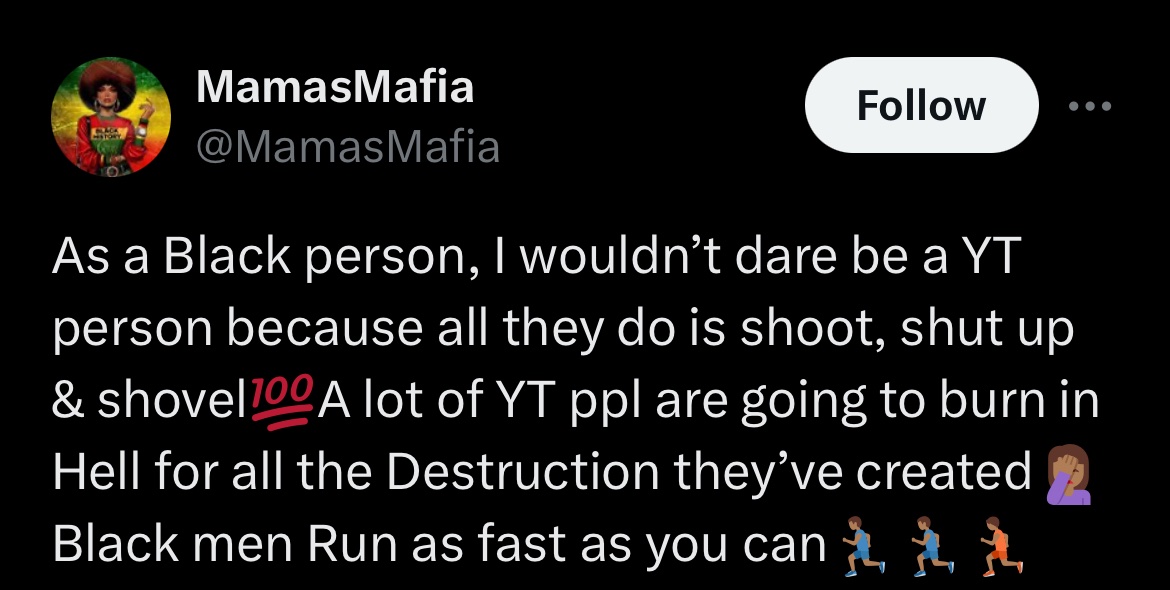 MamasMafia
@MamasMafia
Follow
BLACK
HISTORY
As a Black person, I wouldn’t dare be a YT
person because all they do is shoot, shut up
& shovel💯A lot of YT ppl are going to burn in
Hell for all the Destruction they’ve created🤦🏽‍♀️
Black men Run as fast as you can🏃🏽‍♂️🏃🏽‍♂️🏃🏽